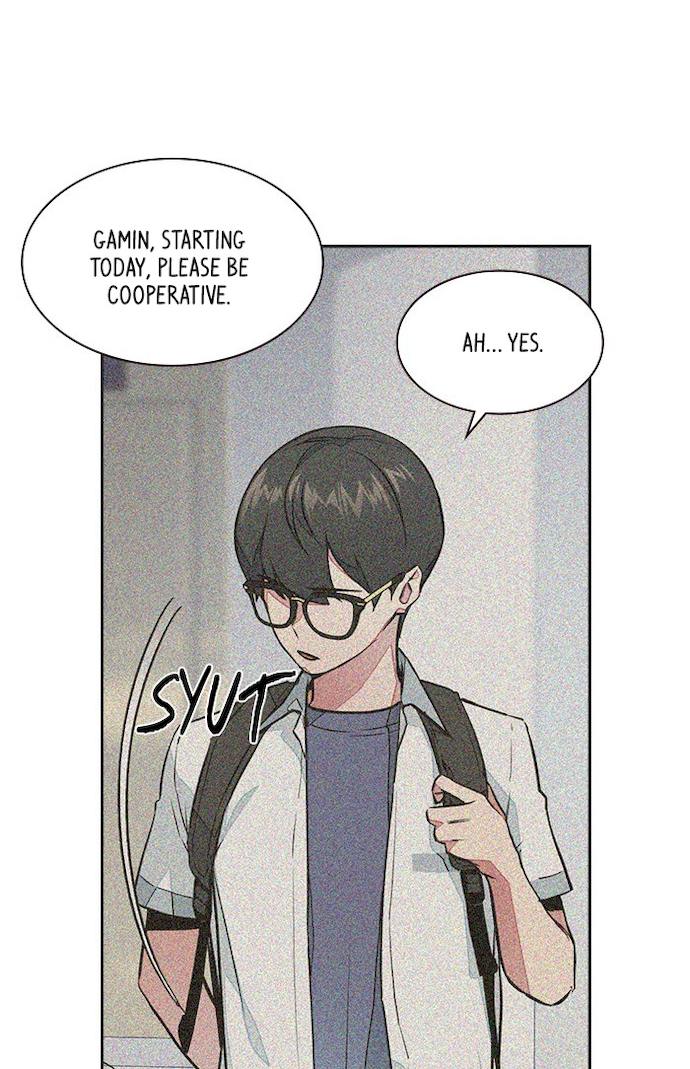 GAMIN, STARTING
TODAY, PLEASE BE
COOPERATIVE.
AH... YES.
SYUT